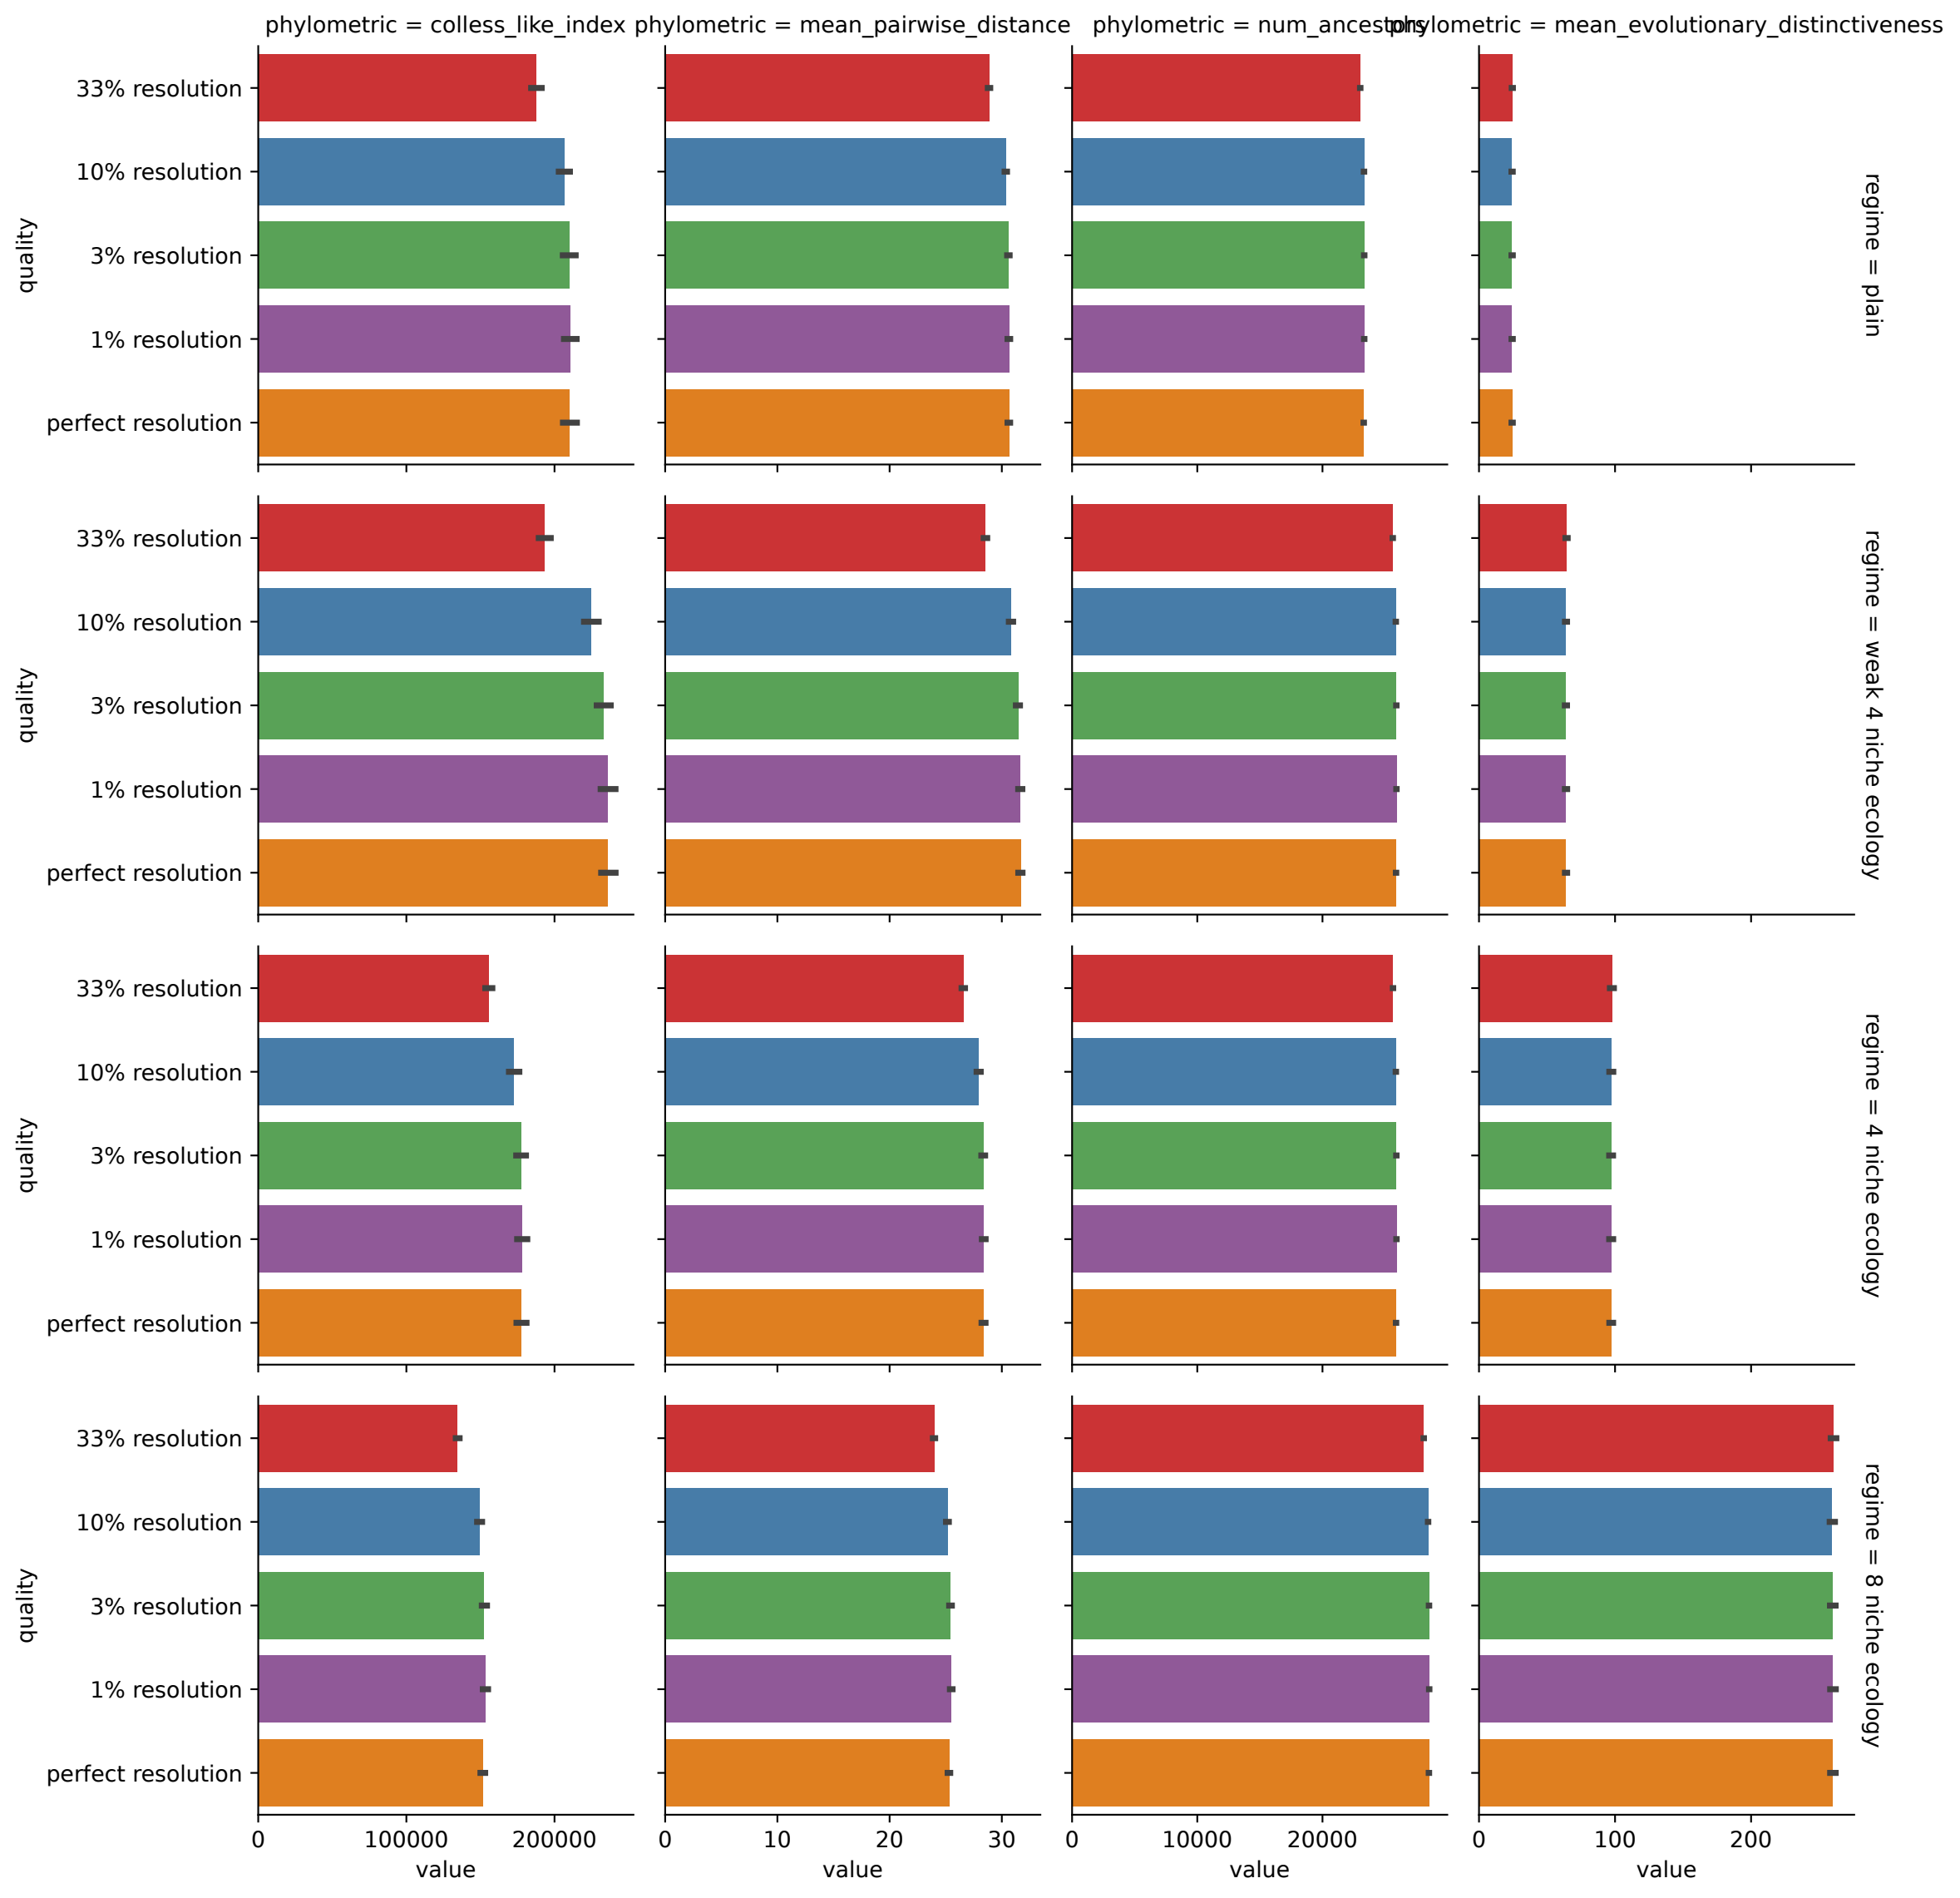 phylometric = colless_like_index
phylometric = mean_pairwise_distance
phylometric = num_ancestors
phylometric = mean_evolutionary_distinctiveness
33% resolution
10% resolution
3% resolution
1% resolution
perfect resolution
quality
regime = plain
33% resolution
10% resolution
3% resolution
1% resolution
perfect resolution
quality
regime = weak 4 niche ecology
33% resolution
10% resolution
3% resolution
1% resolution
perfect resolution
quality
regime = 4 niche ecology
33% resolution
10% resolution
3% resolution
1% resolution
perfect resolution
quality
regime = 8 niche ecology
0 100000 200000
value
0 10 20 30
value
0 10000 20000
value
0 100 200
value